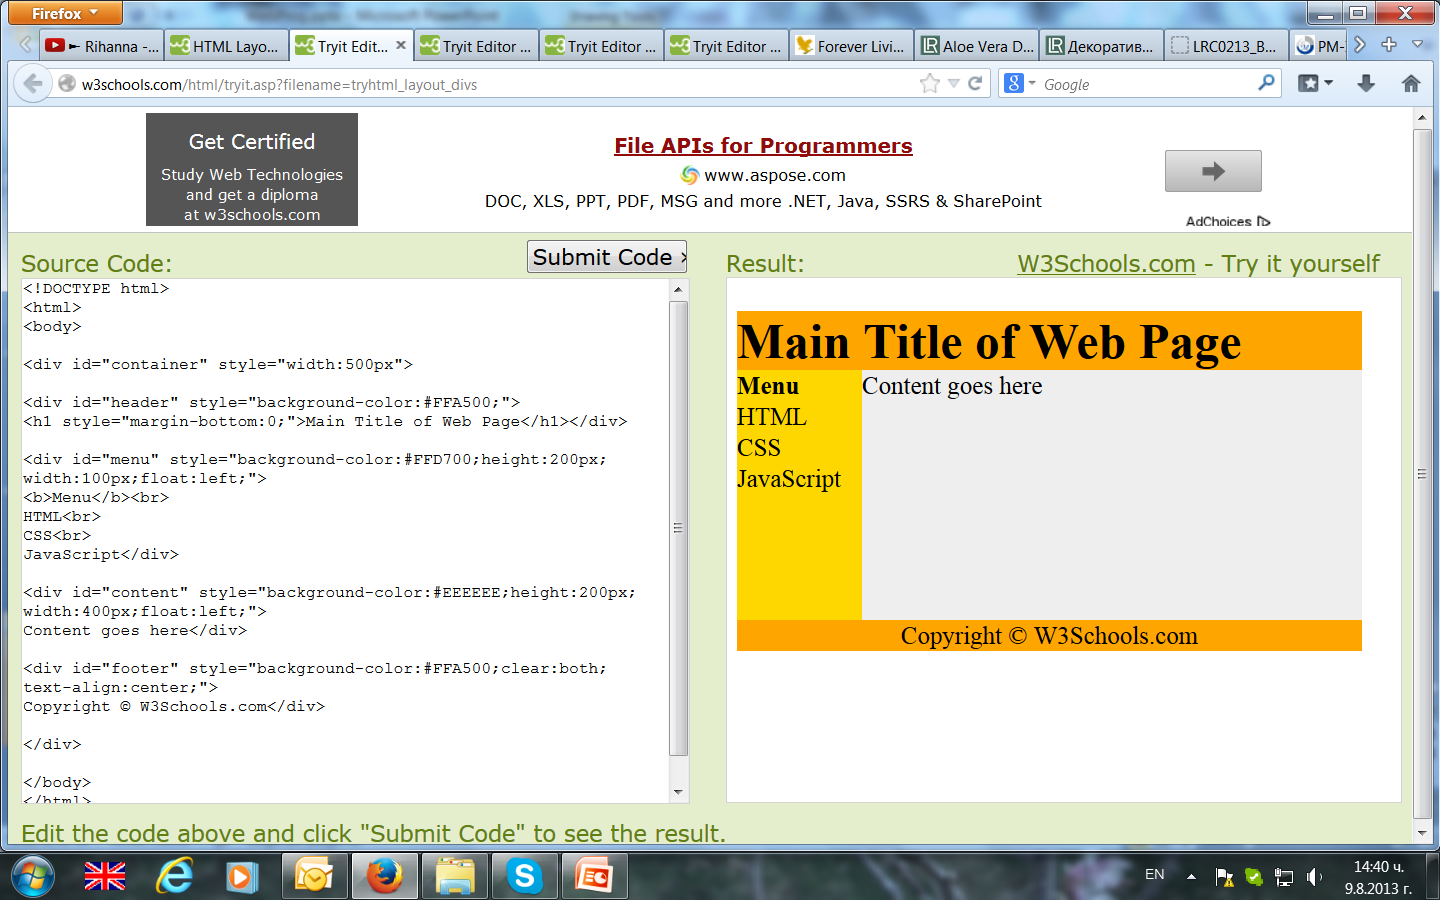 Firefox
Rihanna -...
HTML Layo...
Tryit Edit...
Tryit Editor ...
Tryit Editor ...
Tryit Editor ...
Forever Livi...
Aloe Vera D...
Декоратив...
LRC0213_B...
PM-
w3schools.com/html/tryit.asp?filename=tryhtml_layout_divs
Google
Get Certified
Study Web Technologies
and get a diploma
at w3schools.com
File APIs for Programmers
www.aspose.com
DOC, XLS, PPT, PDF, MSG and more .NET, Java, SSRS & SharePoint
AdChoices
Source Code:
Submit Code
Result:
W3Schools.com - Try it yourself
<!DOCTYPE html>
<html>
<body>
<div id="container" style="width:500px">
<div id="header" style="background-color:#FFA500;">
<h1 style="margin-bottom:0;">Main Title of Web Page</h1></div>
<div id="menu" style="background-color:#FFD700;height:200px;
width:100px;float:left;">
<b>Menu</b><br>
HTML<br>
CSS<br>
JavaScript</div>
<div id="content" style="background-color:#EEEEEE;height:200px;
width:400px;float:left;">
Content goes here</div>
<div id="footer" style="background-color:#FFA500;clear:both;
text-align:center;">
Copyright © W3Schools.com</div>
</div>
</body>
</html>
Main Title of Web Page
Menu
HTML
CSS
JavaScript
Content goes here
Copyright © W3Schools.com
Edit the code above and click "Submit Code" to see the result.
EN
14:40 ч.
9.8.2013 г.